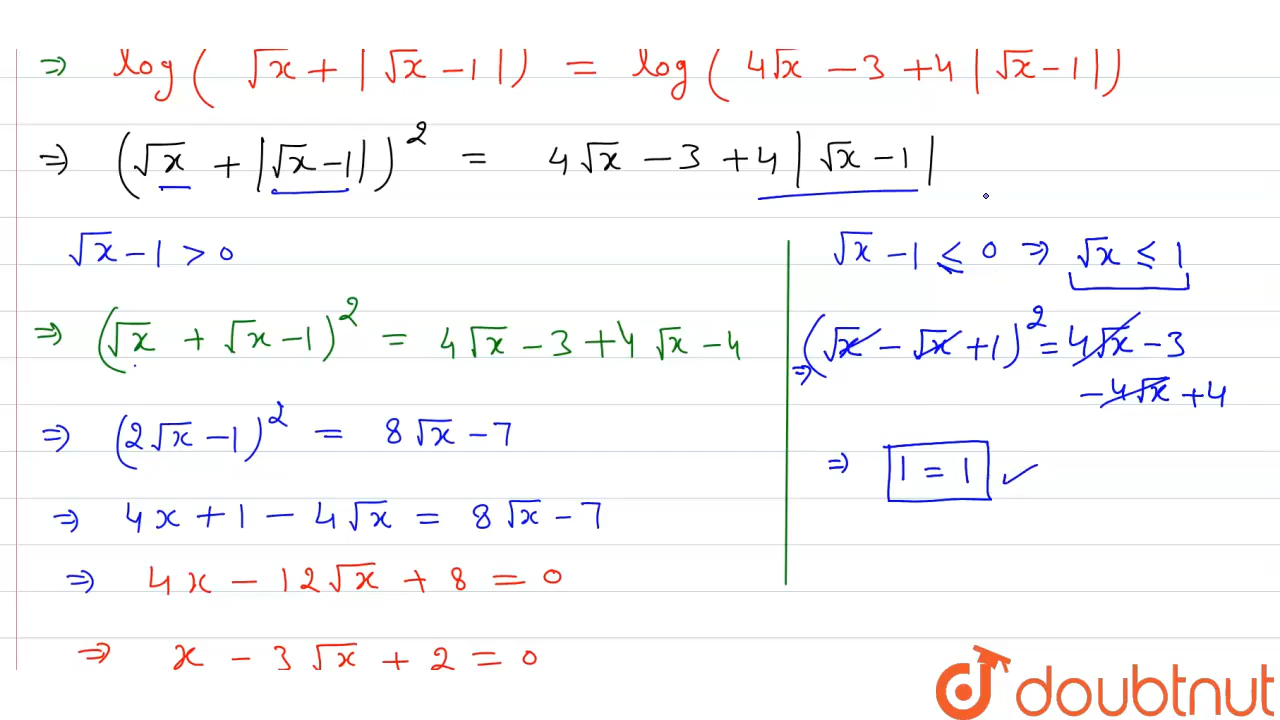 ⇒ log( √x + |√x - 1|) = log( 4√x - 3 + 4|√x - 1|)
⇒ (√x + |√x - 1|)² = 4√x - 3 + 4|√x - 1|
√x - 1 > 0
⇒ (√x + √x - 1)² = 4√x - 3 + 4√x - 4
⇒ (2√x - 1)² = 8√x - 7
⇒ 4x + 1 - 4√x = 8√x - 7
⇒ 4x - 12√x + 8 = 0
⇒ x - 3√x + 2 = 0
√x - 1 ≤ 0 ⇒ √x ≤ 1
⇒ (√x - √x + 1)² = 4√x - 3
- 4√x + 4
⇒ 1 = 1 ✓
doubtnut